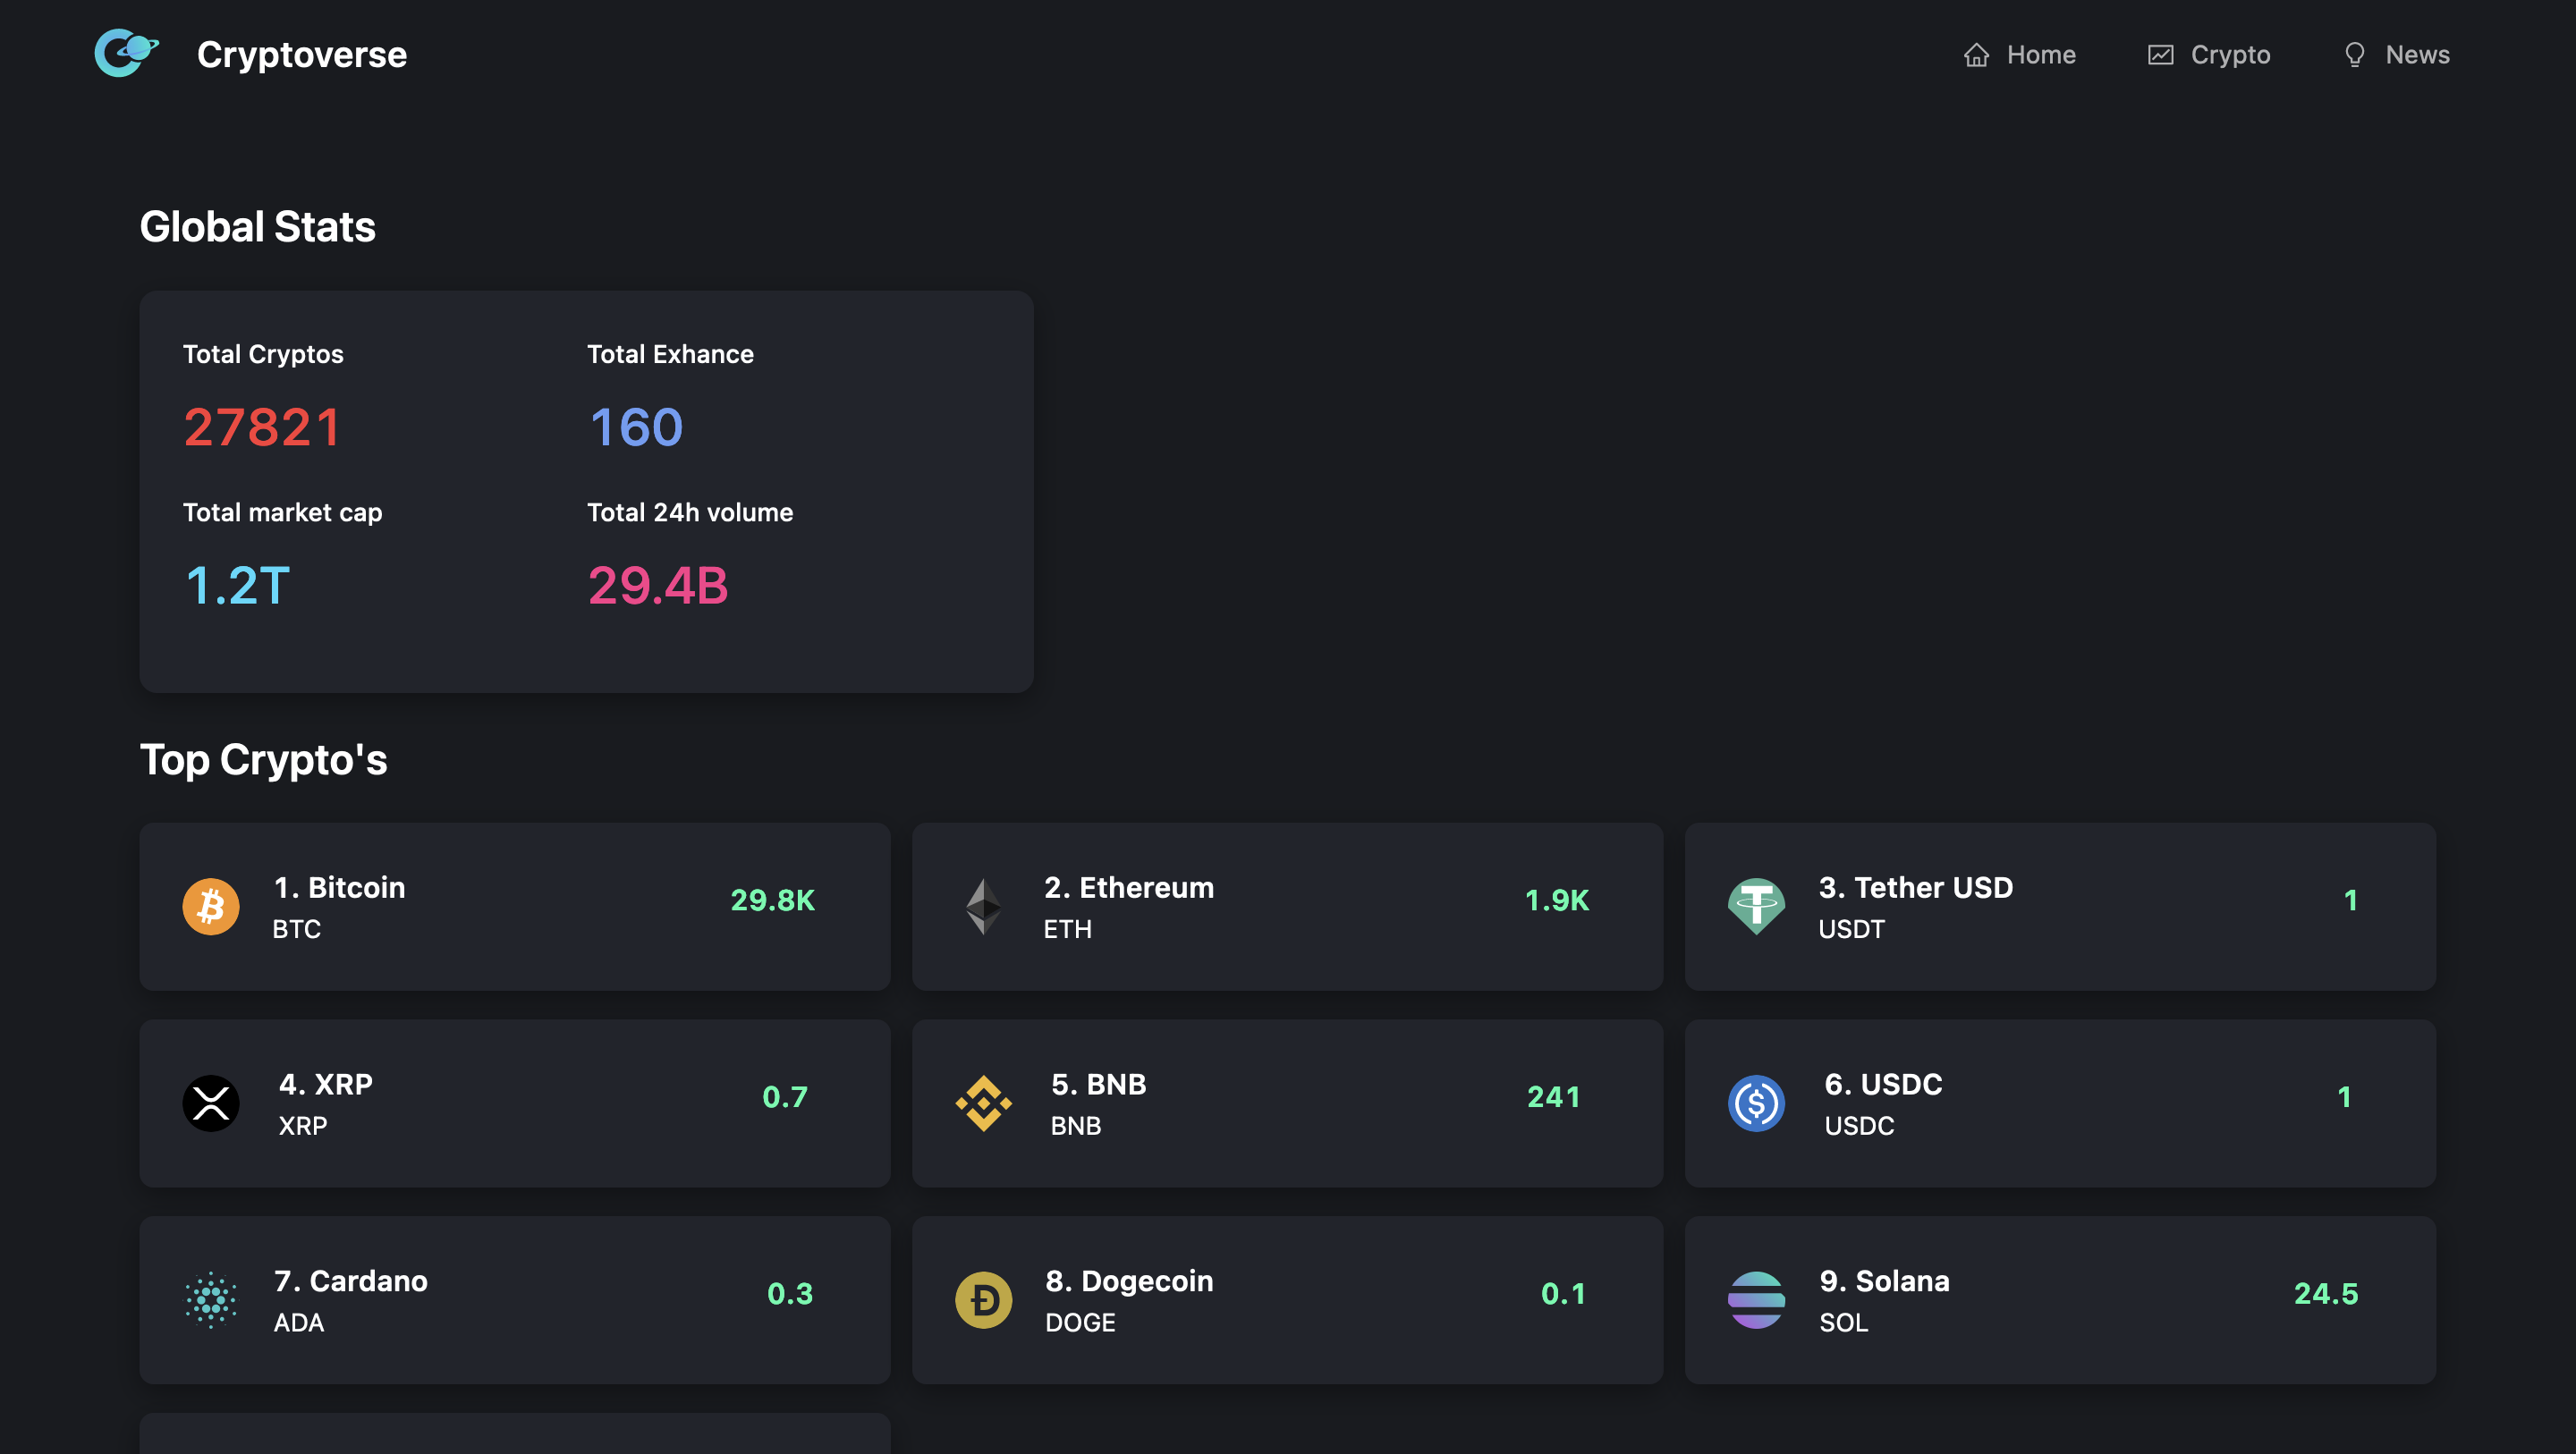 Cryptoverse
Home
Crypto
News
Global Stats
Total Cryptos
Total Exhance
27821
160
Total market cap
Total 24h volume
1.2T
29.4B
Top Crypto's
1. Bitcoin
BTC
29.8K
2. Ethereum
ETH
1.9K
3. Tether USD
USDT
1
4. XRP
XRP
0.7
5. BNB
BNB
241
6. USDC
USDC
1
7. Cardano
ADA
0.3
8. Dogecoin
DOGE
0.1
9. Solana
SOL
24.5